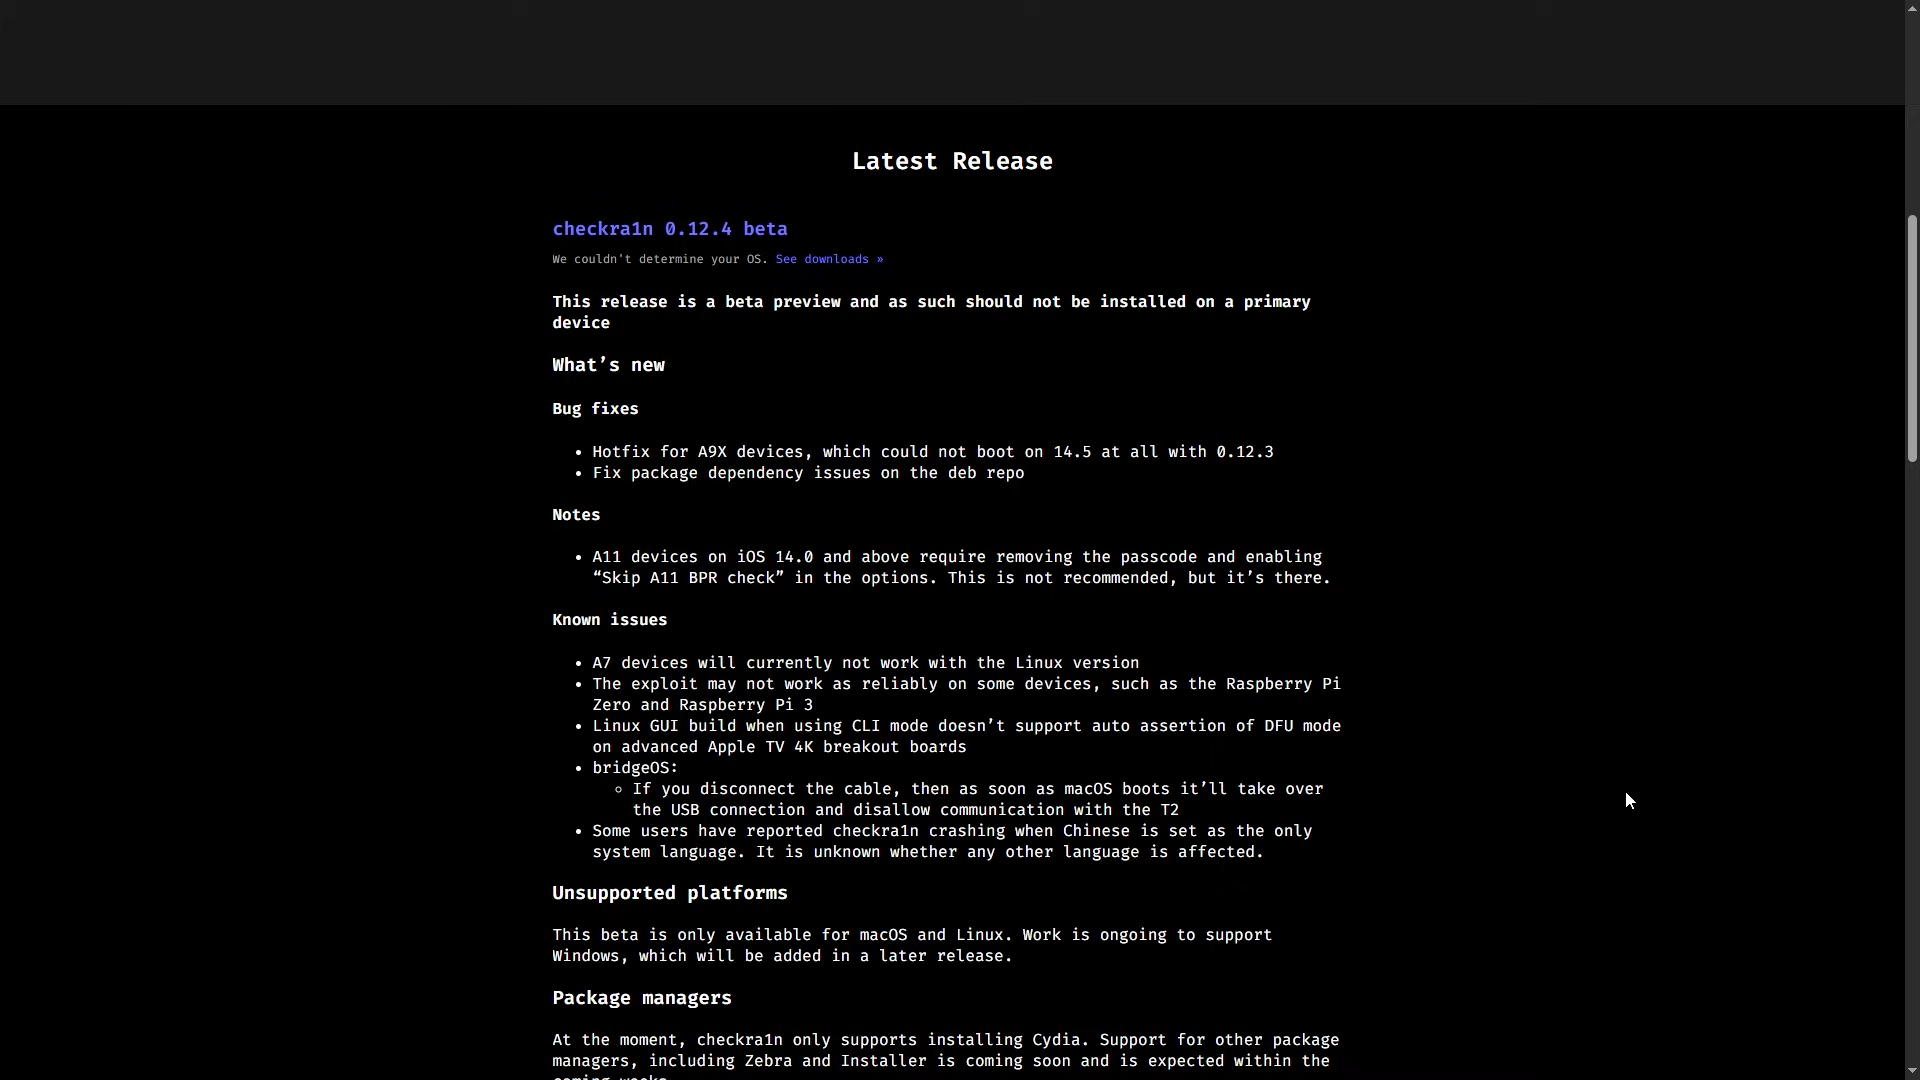 Latest Release
checkra1n 0.12.4 beta
We couldn't determine your OS. See downloads »
This release is a beta preview and as such should not be installed on a primary
device
What’s new
Bug fixes
• Hotfix for A9X devices, which could not boot on 14.5 at all with 0.12.3
• Fix package dependency issues on the deb repo
Notes
• A11 devices on iOS 14.0 and above require removing the passcode and enabling
“Skip A11 BPR check” in the options. This is not recommended, but it’s there.
Known issues
• A7 devices will currently not work with the Linux version
• The exploit may not work as reliably on some devices, such as the Raspberry Pi
Zero and Raspberry Pi 3
• Linux GUI build when using CLI mode doesn’t support auto assertion of DFU mode
on advanced Apple TV 4K breakout boards
• bridgeOS:
◦ If you disconnect the cable, then as soon as macOS boots it’ll take over
the USB connection and disallow communication with the T2
• Some users have reported checkra1n crashing when Chinese is set as the only
system language. It is unknown whether any other language is affected.
Unsupported platforms
This beta is only available for macOS and Linux. Work is ongoing to support
Windows, which will be added in a later release.
Package managers
At the moment, checkra1n only supports installing Cydia. Support for other package
managers, including Zebra and Installer is coming soon and is expected within the